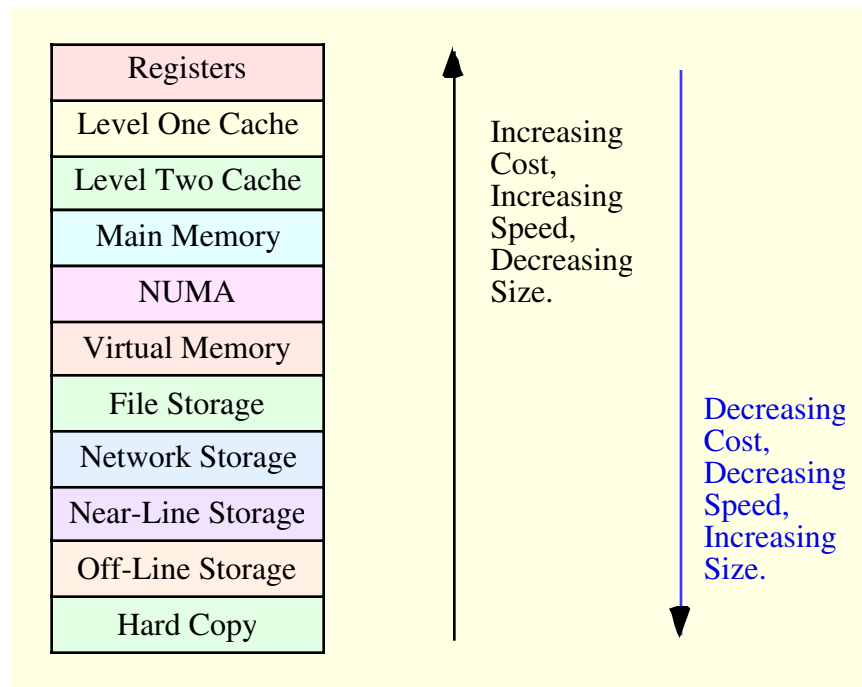 Registers
Level One Cache
Level Two Cache
Main Memory
NUMA
Virtual Memory
File Storage
Network Storage
Near-Line Storage
Off-Line Storage
Hard Copy
Increasing
Cost,
Increasing
Speed,
Decreasing
Size.
Decreasing
Cost,
Decreasing
Speed,
Increasing
Size.